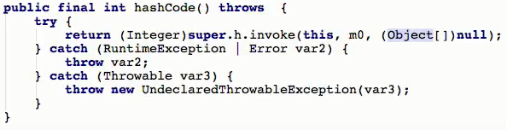 public final int hashCode() throws  {
    try {
        return (Integer)super.h.invoke(this, m0, (Object[])null);
    } catch (RuntimeException | Error var2) {
        throw var2;
    } catch (Throwable var3) {
        throw new UndeclaredThrowableException(var3);
    }
}